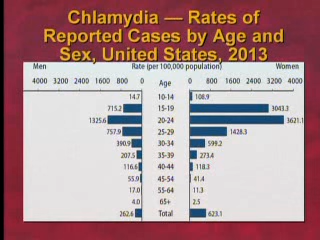 Chlamydia — Rates of
Reported Cases by Age and
Sex, United States, 2013
Men Rate (per 100,000 population) Women
4000 3200 2400 1600 800 0 Age 0 800 1600 2400 3200 4000
14.7 10-14 108.9
715.2 15-19 3043.3
1325.6 20-24 3621.1
757.9 25-29 1428.3
390.9 30-34 599.2
207.5 35-39 273.4
116.6 40-44 118.3
55.9 45-54 41.4
17.0 55-64 11.3
4.0 65+ 2.5
262.6 Total 623.1